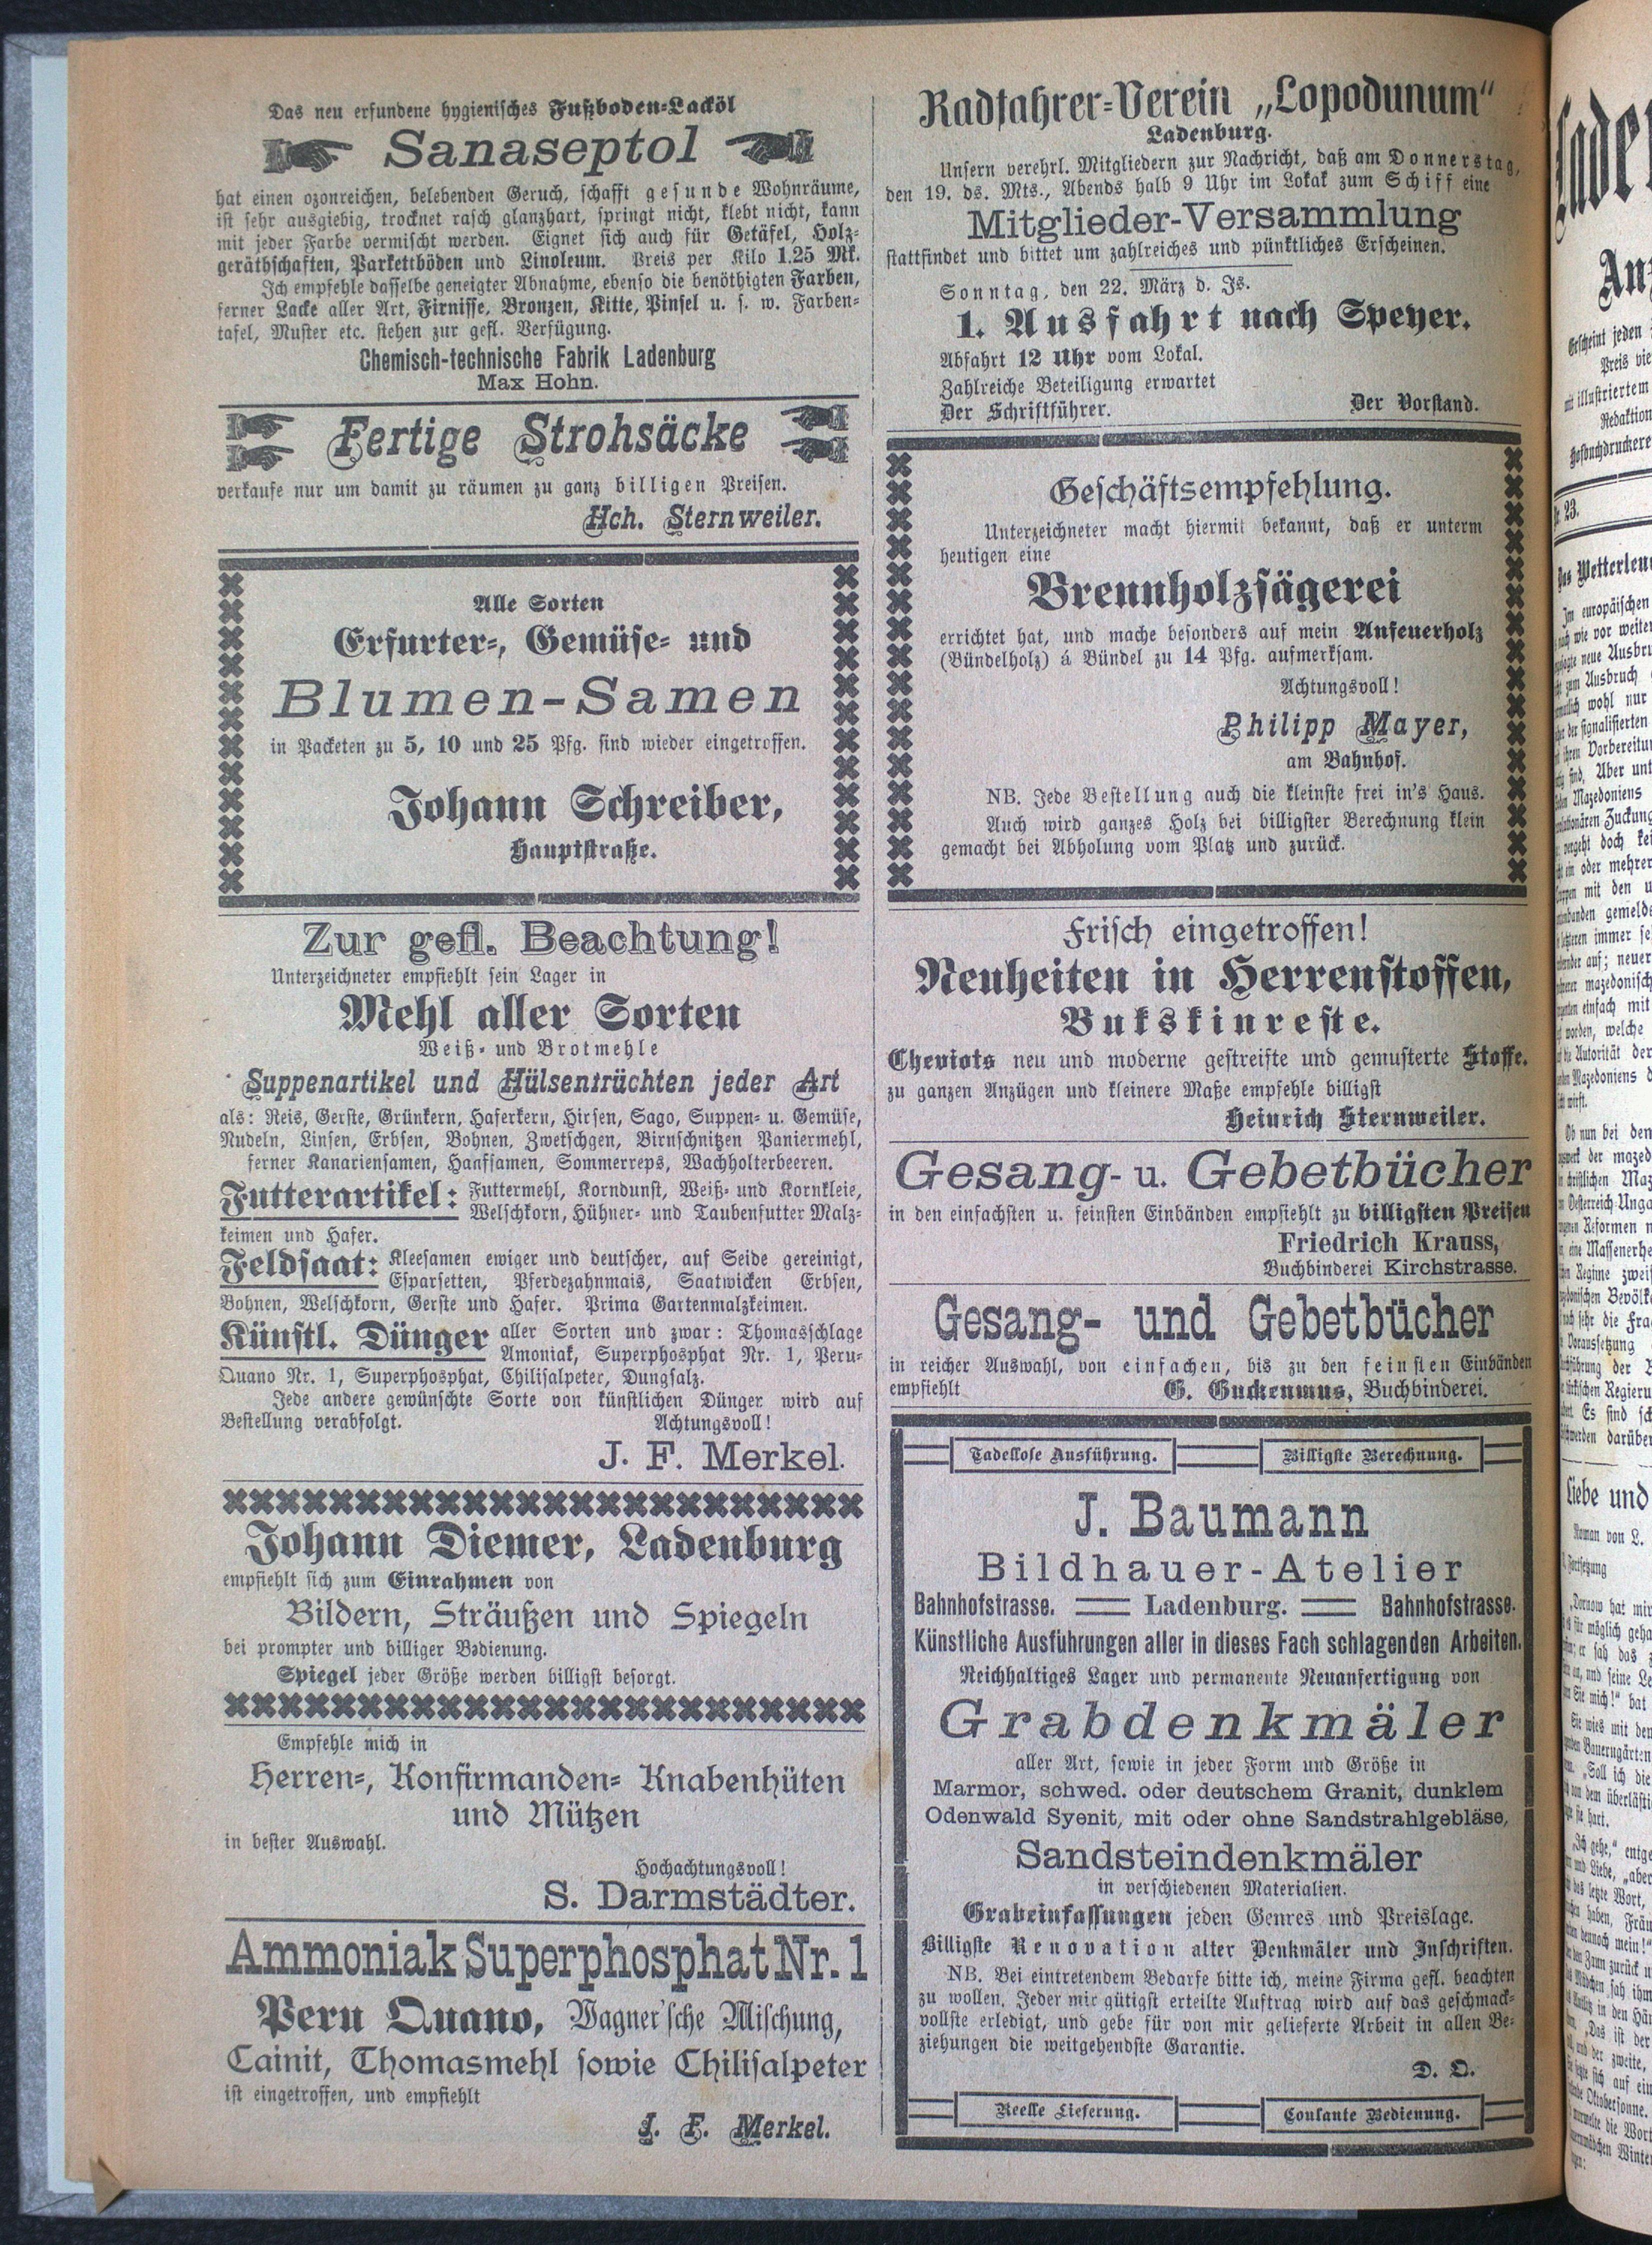 Das neu erfundene hygienisches Fußboden-Lacköl
Sanaseptol
hat einen ozonreichen, belebenden Geruch, schafft gesunde Wohnräume,
ist sehr ausgiebig, trocknet rasch glanzhart, springt nicht, klebt nicht, kann
mit jeder Farbe vermischt werden. Eignet sich auch für Getäfel, Holz-
geräthschaften, Parkettböden und Linoleum. Preis per Kilo 1.25 Mk.
Ich empfehle dasselbe geneigter Abnahme, ebenso die benöthigten Farben,
ferner Lacke aller Art, Firnisse, Bronzen, Kitte, Pinsel u. s. w. Farben-
tafel, Muster etc. stehen zur gefl. Verfügung.
Chemisch-technische Fabrik Ladenburg
Max Hohn.
Fertige Strohsäcke
verkaufe nur um damit zu räumen zu ganz billigen Preisen.
Hch. Sternweiler.
Alle Sorten
Erfurter-, Gemüse- und
Blumen-Samen
in Packeten zu 5, 10 und 25 Pfg. sind wieder eingetroffen.
Johann Schreiber,
Hauptstraße.
Zur gefl. Beachtung!
Unterzeichneter empfiehlt sein Lager in
Mehl aller Sorten
Weiß- und Brotmehle
Suppenartikel und Hülsenfrüchten jeder Art
als: Reis, Gerste, Grünkern, Haferkern, Hirsen, Sago, Suppen- u. Gemüse,
Nudeln, Linsen, Erbsen, Bohnen, Zwetschgen, Birnschnitzen Paniermehl,
ferner Kanariensamen, Hanfsamen, Sommerreps, Wachholterbeeren.
Futterartikel: Futtermehl, Korndunst, Weiß- und Kornkleie,
Welschkorn, Hühner- und Taubenfutter Malz-
keimen und Hafer.
Feldsaat: Kleesamen ewiger und deutscher, auf Seide gereinigt,
Esparsetten, Pferdezahnmais, Saatwicken Erbsen,
Bohnen, Welschkorn, Gerste und Hafer. Prima Gartenmalzkeimen.
Künstl. Dünger aller Sorten und zwar: Thomasschlage
Amoniak, Superphosphat Nr. 1, Peru-
Quano Nr. 1, Superphosphat, Chilisalpeter, Dungsalz.
Jede andere gewünschte Sorte von künstlichen Dünger wird auf
Bestellung verabfolgt. Achtungsvoll!
J. F. Merkel.
Johann Diemer, Ladenburg
empfiehlt sich zum Einrahmen von
Bildern, Sträußen und Spiegeln
bei prompter und billiger Bedienung.
Spiegel jeder Größe werden billigst besorgt.
Empfehle mich in
Herren-, Konfirmanden- Knabenhüten
und Mützen
in bester Auswahl.
Hochachtungsvoll!
S. Darmstädter.
Ammoniak Superphosphat Nr. 1
Peru Quano, Wagner'sche Mischung,
Cainit, Thomasmehl sowie Chilisalpeter
ist eingetroffen, und empfiehlt
J. F. Merkel.
Radfahrer-Verein „Lopodunum"
Ladenburg.
Unsern verehrl. Mitgliedern zur Nachricht, daß am Donnerstag,
den 19. ds. Mts., Abends halb 9 Uhr im Lokal zum Schiff eine
Mitglieder-Versammlung
stattfindet und bittet um zahlreiches und pünktliches Erscheinen.
Sonntag, den 22. März d. Js.
1. Ausfahrt nach Speyer.
Abfahrt 12 Uhr vom Lokal.
Zahlreiche Beteiligung erwartet
Der Schriftführer. Der Vorstand.
Geschäftsempfehlung.
Unterzeichneter macht hiermit bekannt, daß er unterm
heutigen eine
Brennholzsägerei
errichtet hat, und mache besonders auf mein Anfeuerholz
(Bündelholz) á Bündel zu 14 Pfg. aufmerksam.
Achtungsvoll!
Philipp Mayer,
am Bahnhof.
NB. Jede Bestellung auch die kleinste frei in's Haus.
Auch wird ganzes Holz bei billigster Berechnung klein
gemacht bei Abholung vom Platz und zurück.
Frisch eingetroffen!
Neuheiten in Herrenstoffen,
Bukskinreste.
Cheviots neu und moderne gestreifte und gemusterte Stoffe.
zu ganzen Anzügen und kleinere Maße empfehle billigst
Heinrich Sternweiler.
Gesang- u. Gebetbücher
in den einfachsten u. feinsten Einbänden empfiehlt zu billigsten Preisen
Friedrich Krauss,
Buchbinderei Kirchstrasse.
Gesang- und Gebetbücher
in reicher Auswahl, von einfachen, bis zu den feinsten Einbänden
empfiehlt G. Guckenmus, Buchbinderei.
Tadellose Ausführung. Billigste Berechnung.
J. Baumann
Bildhauer-Atelier
Bahnhofstrasse. Ladenburg. Bahnhofstrasse.
Künstliche Ausführungen aller in dieses Fach schlagenden Arbeiten.
Reichhaltiges Lager und permanente Neuanfertigung von
Grabdenkmäler
aller Art, sowie in jeder Form und Größe in
Marmor, schwed. oder deutschem Granit, dunklem
Odenwald Syenit, mit oder ohne Sandstrahlgebläse,
Sandsteindenkmäler
in verschiedenen Materialien.
Grabeinfassungen jeden Genres und Preislage.
Billigste Renovation alter Denkmäler und Inschriften.
NB. Bei eintretendem Bedarfe bitte ich, meine Firma gefl. beachten
zu wollen. Jeder mir gütigst erteilte Auftrag wird auf das geschmack-
vollste erledigt, und gebe für von mir gelieferte Arbeit in allen Be-
ziehungen die weitgehendste Garantie.
D. O.
Reelle Lieferung. Coulante Bedienung.